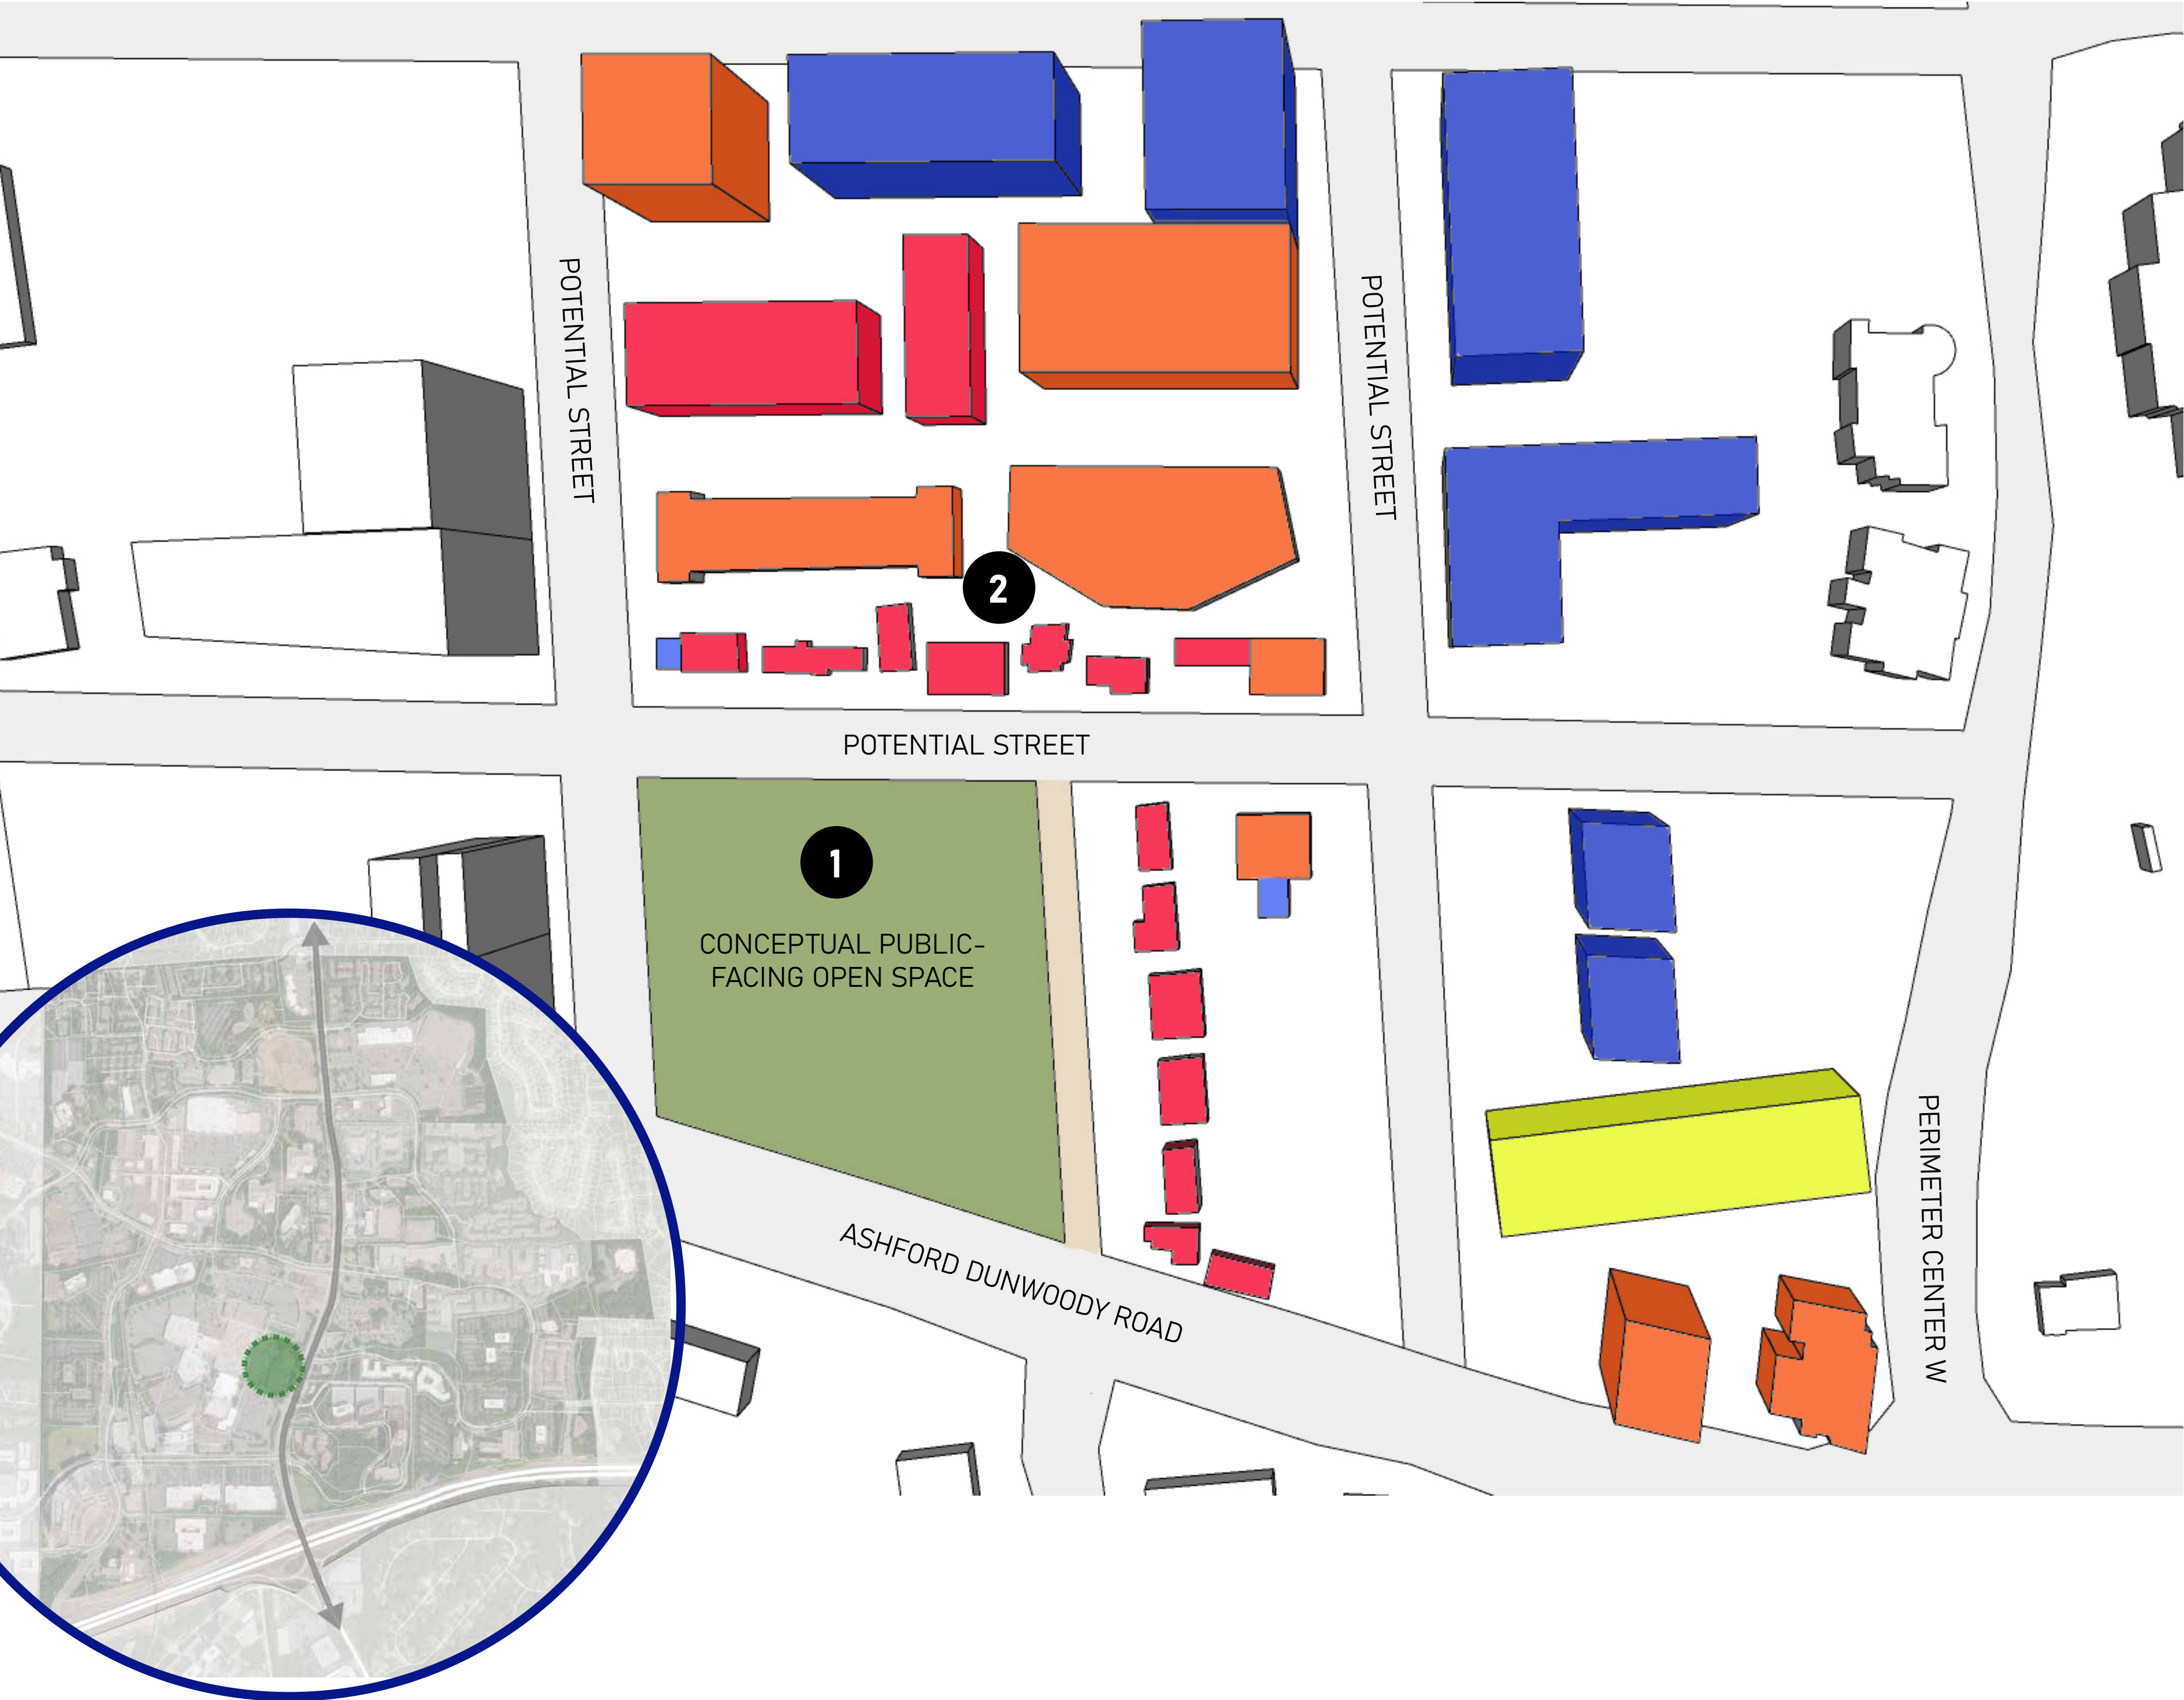 POTENTIAL STREET
POTENTIAL STREET
2
POTENTIAL STREET
1
CONCEPTUAL PUBLIC-
FACING OPEN SPACE
ASHFORD DUNWOODY ROAD
PERIMETER CENTER W